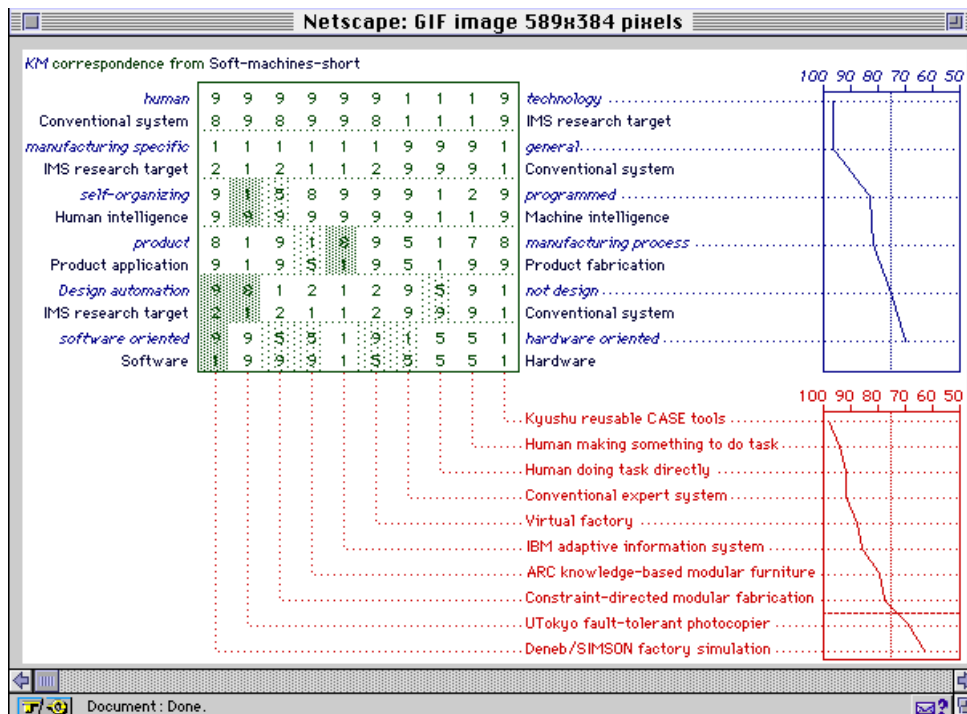 Netscape: GIF image 589x384 pixels
KM correspondence from Soft-machines-short
100 90 80 70 60 50
human 9 9 9 9 9 9 1 1 1 9 technology
Conventional system 8 9 8 9 9 8 1 1 1 9 IMS research target
manufacturing specific 1 1 1 1 1 1 9 9 9 1 general
IMS research target 2 1 2 1 1 2 9 9 9 1 Conventional system
self-organizing 9 1 5 8 9 9 9 1 2 9 programmed
Human intelligence 9 9 9 9 9 9 9 1 1 9 Machine intelligence
product 8 1 9 1 8 9 5 1 7 8 manufacturing process
Product application 9 1 9 5 1 9 5 1 9 9 Product fabrication
Design automation 9 8 1 2 1 2 9 5 9 1 not design
IMS research target 2 1 2 1 1 2 9 9 9 1 Conventional system
software oriented 9 9 5 5 1 9 1 5 5 1 hardware oriented
Software 1 9 9 9 1 5 5 5 5 1 Hardware
100 90 80 70 60 50
Kyushu reusable CASE tools
Human making something to do task
Human doing task directly
Conventional expert system
Virtual factory
IBM adaptive information system
ARC knowledge-based modular furniture
Constraint-directed modular fabrication
UTokyo fault-tolerant photocopier
Deneb/SIMSON factory simulation
Document: Done.
?